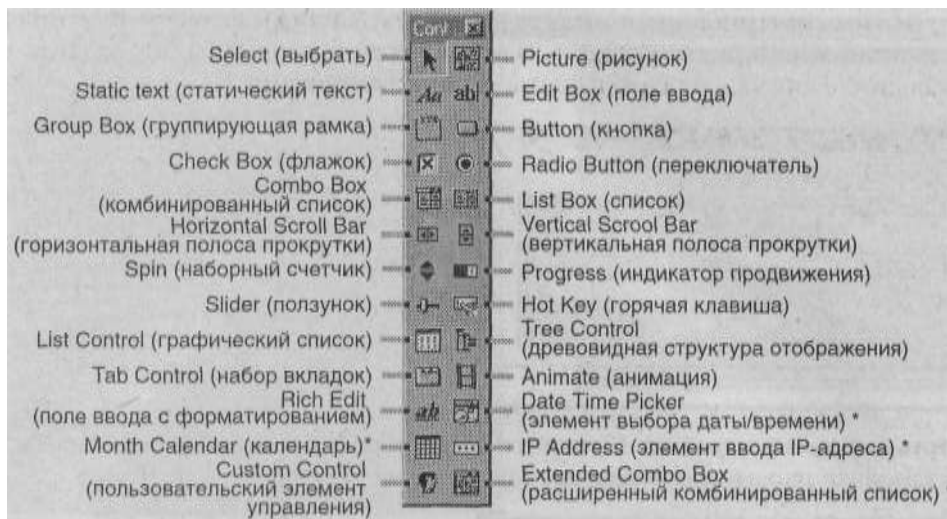 Select (выбрать)
Picture (рисунок)
Static text (статический текст)
Aa
abl
Edit Box (поле ввода)
Group Box (группирующая рамка)
Button (кнопка)
Check Box (флажок)
Radio Button (переключатель)
Combo Box
(комбинированный список)
List Box (список)
Horizontal Scroll Bar
(горизонтальная полоса прокрутки)
Vertical Scrool Bar
(вертикальная полоса прокрутки)
Spin (наборный счетчик)
Progress (индикатор продвижения)
Slider (ползунок)
Hot Key (горячая клавиша)
List Control (графический список)
Tree Control
(древовидная структура отображения)
Tab Control (набор вкладок)
Animate (анимация)
Rich Edit
(поле ввода с форматированием)
ab
Date Time Picker
(элемент выбора даты/времени) *
Month Calendar (календарь)*
IP Address (элемент ввода IP-адреса) *
Custom Control
(пользовательский элемент
управления)
Extended Combo Box
(расширенный комбинированный список)